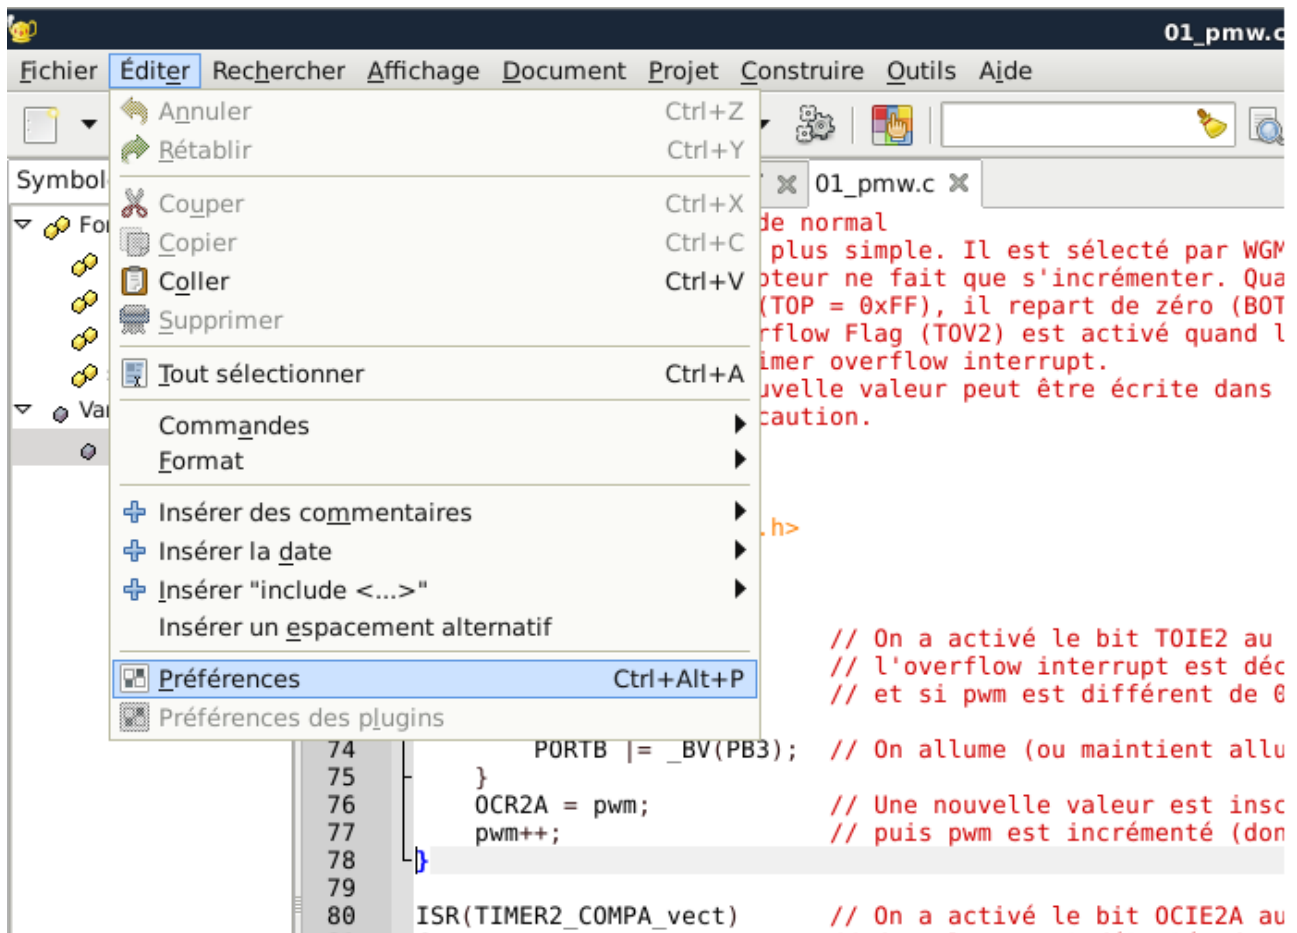 01_pmw.c
Fichier Éditer Rechercher Affichage Document Projet Construire Outils Aide
Annuler Ctrl+Z
Rétablir Ctrl+Y
Couper Ctrl+X
Copier Ctrl+C
Coller Ctrl+V
Supprimer
Tout sélectionner Ctrl+A
Commandes
Format
Insérer des commentaires
Insérer la date
Insérer "include <...>"
Insérer un espacement alternatif
Préférences Ctrl+Alt+P
Préférences des plugins
Symbol
For
Var
01_pmw.c
de normal
plus simple. Il est sélecté par WGM
pteur ne fait que s'incrémenter. Qua
(TOP = 0xFF), il repart de zéro (BOT
rflow Flag (TOV2) est activé quand l
imer overflow interrupt.
uvelle valeur peut être écrite dans
caution.
.h>
// On a activé le bit TOIE2 au
// l'overflow interrupt est déc
// et si pwm est différent de 0
74 PORTB |= _BV(PB3); // On allume (ou maintient allu
75 }
76 OCR2A = pwm; // Une nouvelle valeur est insc
77 pwm++; // puis pwm est incrémenté (don
78 }
79
80 ISR(TIMER2_COMPA_vect) // On a activé le bit OCIE2A au